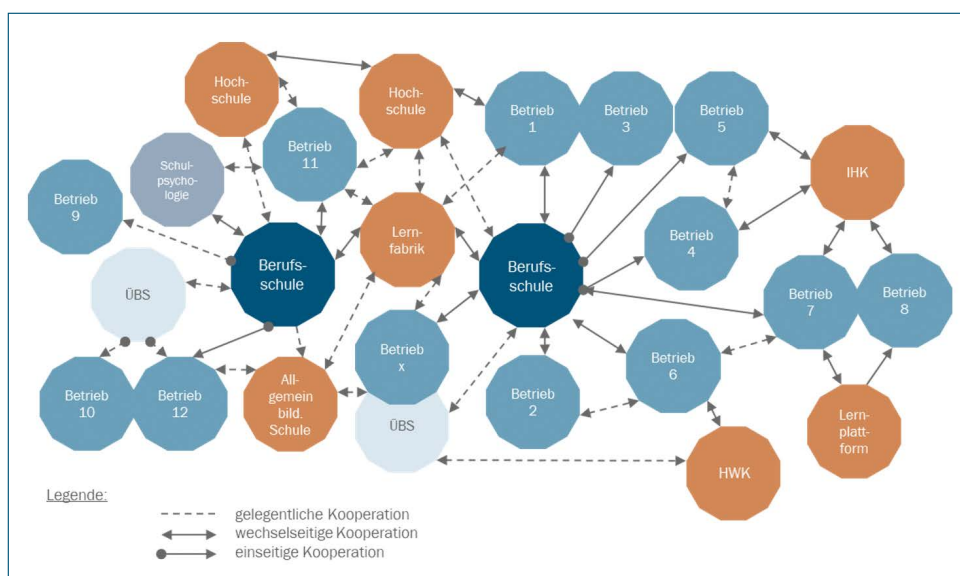 Hoch-
schule
Hoch-
schule
Betrieb
1
Betrieb
3
Betrieb
5
Betrieb
11
Schul-
psycho-
logie
IHK
Betrieb
9
Lern-
fabrik
Betrieb
4
Berufs-
schule
Berufs-
schule
ÜBS
Betrieb
7
Betrieb
8
Betrieb
x
Betrieb
6
Betrieb
10
Betrieb
12
All-
gemein
bild.
Schule
Betrieb
2
ÜBS
Lern-
platt-
form
HWK
Legende:
gelegentliche Kooperation
wechselseitige Kooperation
einseitige Kooperation